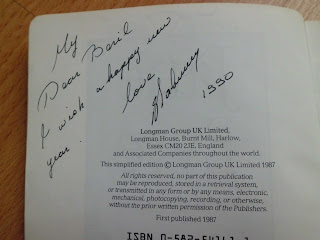 My
Dear
I wish a happy new
year.
love
1990
Longman Group UK Limited,
Longman House, Burnt Mill, Harlow,
Essex CM20 2JE, England
and Associated Companies throughout the world.
This simplified edition © Longman Group UK Limited 1987
All rights reserved, no part of this publication
may be reproduced, stored in a retrieval system,
or transmitted in any form or by any means, electronic,
mechanical, photocopying, recording, or otherwise,
without the prior written permission of the Publishers.
First published 1987
ISBN 0-582-